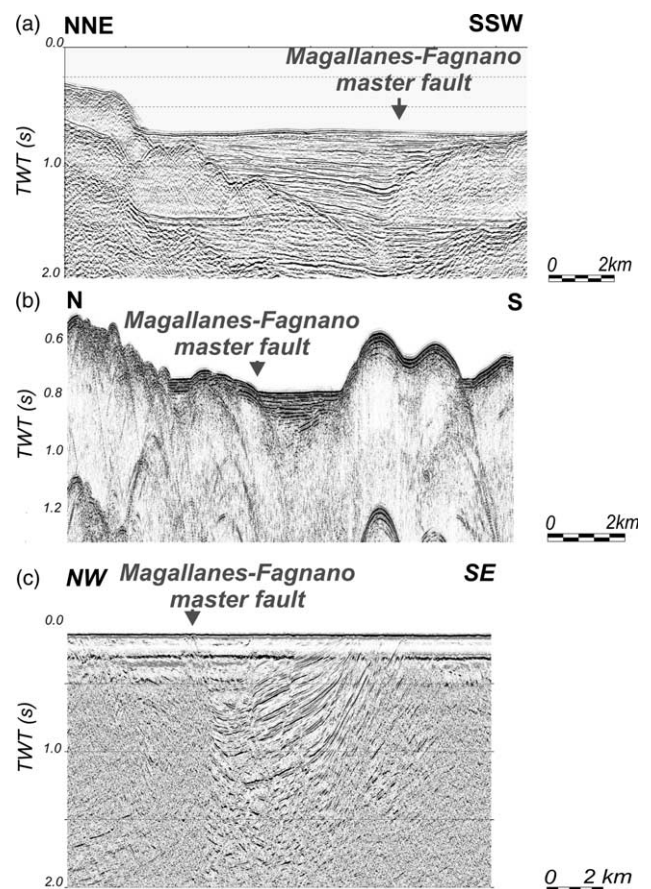 (a)
NNE
SSW
Magallanes-Fagnano
master fault
0.0
TWT (s)
1.0
2.0
0 2km
(b)
N
S
Magallanes-Fagnano
master fault
0.6
0.8
TWT (s)
1.0
1.2
0 2km
(c)
NW
Magallanes-Fagnano
SE
master fault
0.0
TWT (s)
1.0
2.0
0 2 km